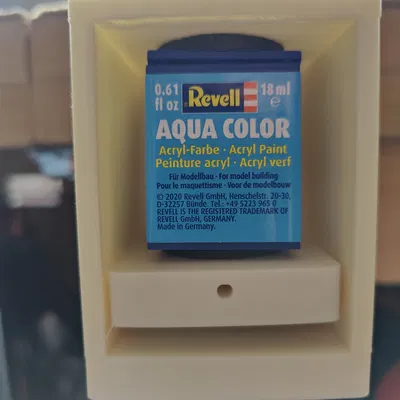 0.61 fl oz Revell 18 ml e
AQUA COLOR
Acryl-Farbe · Acryl Paint
Peinture acryl · Acryl verf
Für Modellbau · For model building
Pour le maquettisme · Voor de modelbouw
© 2020 Revell GmbH, Henschelstr. 20-30,
D-32257 Bünde. Tel.: +49 5223 965 0
REVELL IS THE REGISTERED TRADEMARK OF
REVELL GmbH, GERMANY.
Made in Germany.